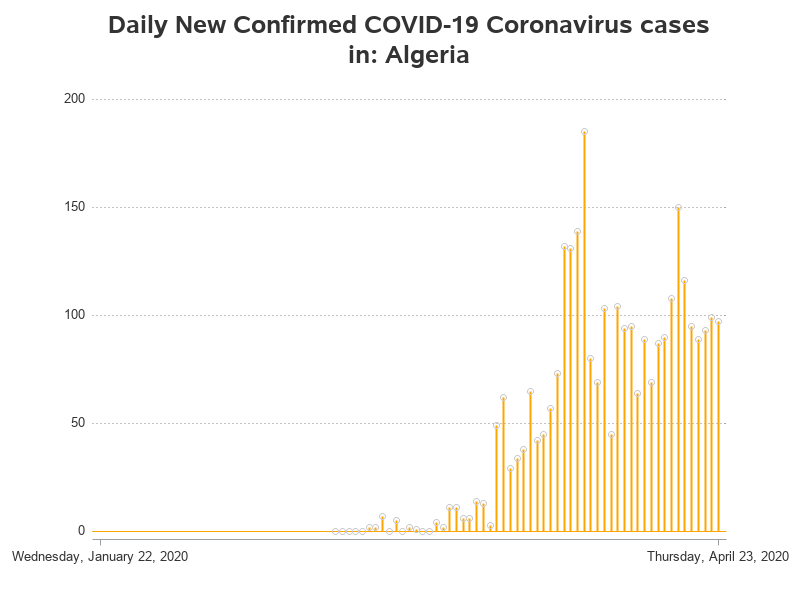 Daily New Confirmed COVID-19 Coronavirus cases
in: Algeria
200
150
100
50
0
Wednesday, January 22, 2020
Thursday, April 23, 2020